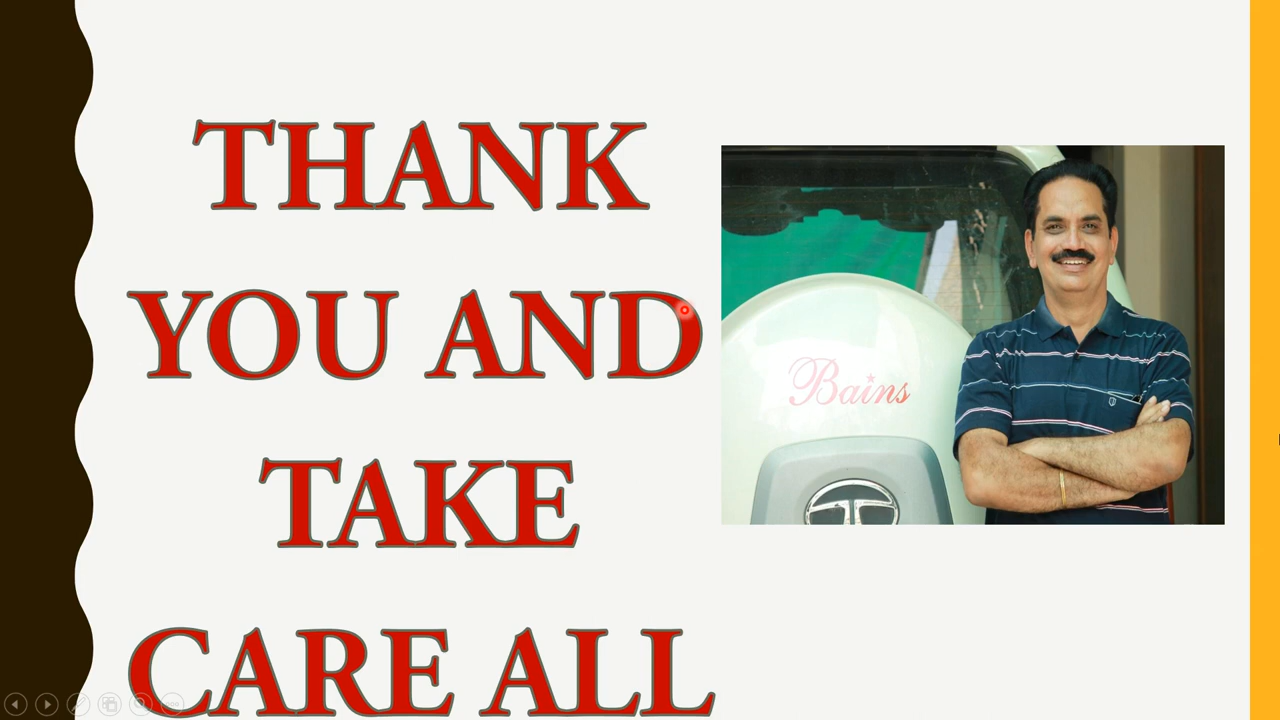 THANK
YOU AND
TAKE
CARE ALL
Bains